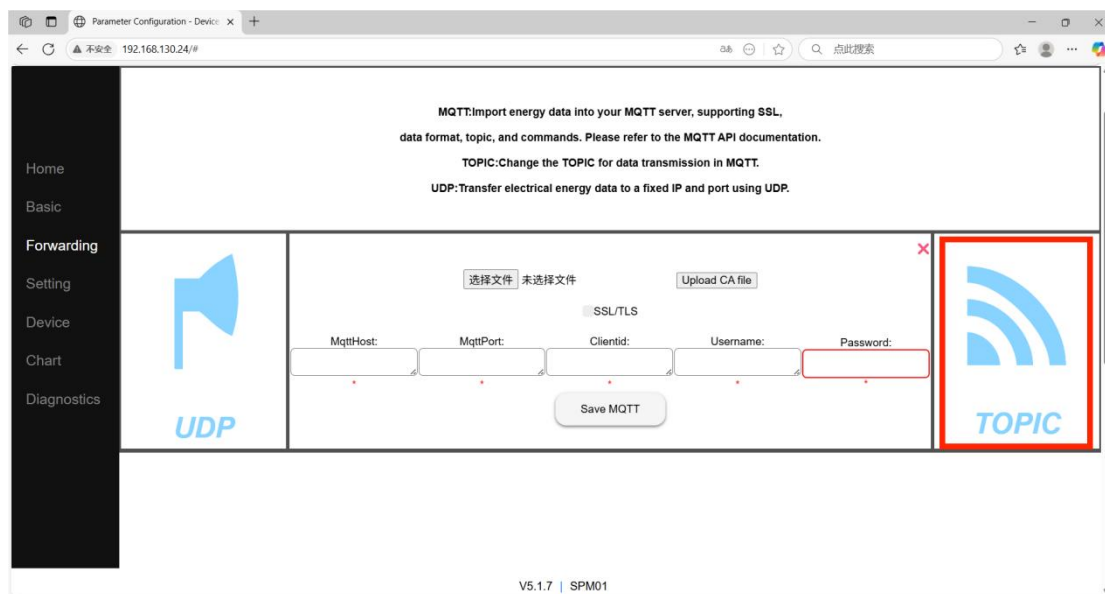 Parameter Configuration - Device
不安全 192.168.130.24/#
点此搜索
MQTT:Import energy data into your MQTT server, supporting SSL,
data format, topic, and commands. Please refer to the MQTT API documentation.
TOPIC:Change the TOPIC for data transmission in MQTT.
UDP:Transfer electrical energy data to a fixed IP and port using UDP.
Home
Basic
Forwarding
Setting
Device
Chart
Diagnostics
UDP
选择文件 未选择文件 Upload CA file
SSL/TLS
MqttHost: MqttPort: Clientid: Username: Password:
* * * * *
Save MQTT
TOPIC
V5.1.7 | SPM01